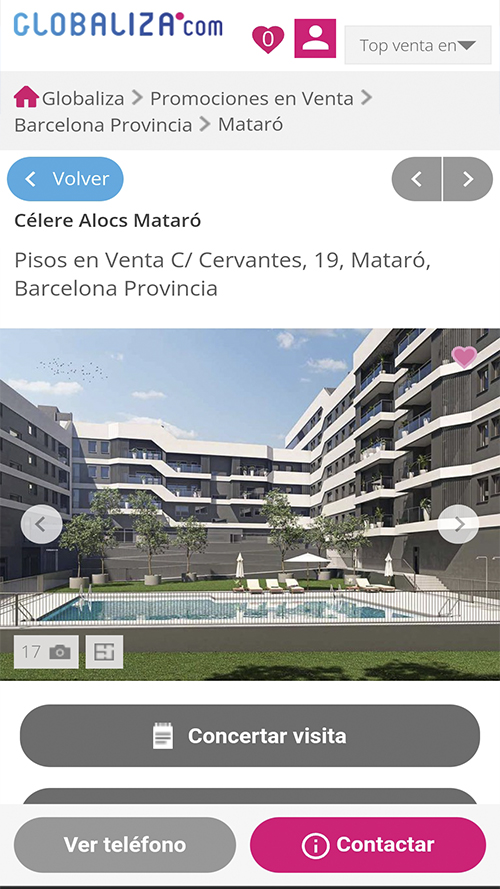 GLOBALIZA.com
0
Top venta en
Globaliza > Promociones en Venta >
Barcelona Provincia > Mataró
Volver
Célere Alocs Mataró
Pisos en Venta C/ Cervantes, 19, Mataró,
Barcelona Provincia
17
Concertar visita
Ver teléfono
Contactar